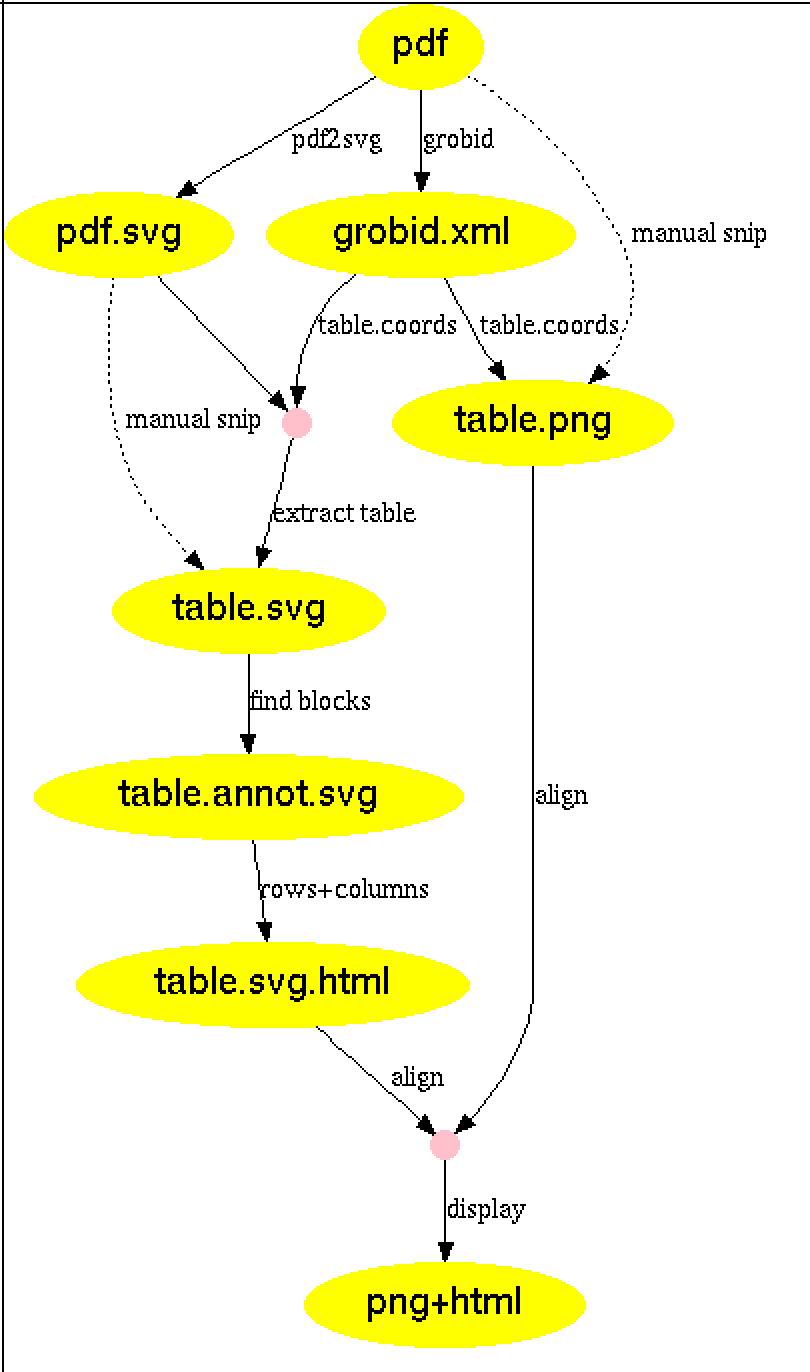 pdf
pdf2svg
grobid
manual snip
pdf.svg
grobid.xml
table.coords
table.coords
manual snip
table.png
extract table
table.svg
find blocks
table.annot.svg
align
rows+columns
table.svg.html
align
display
png+html